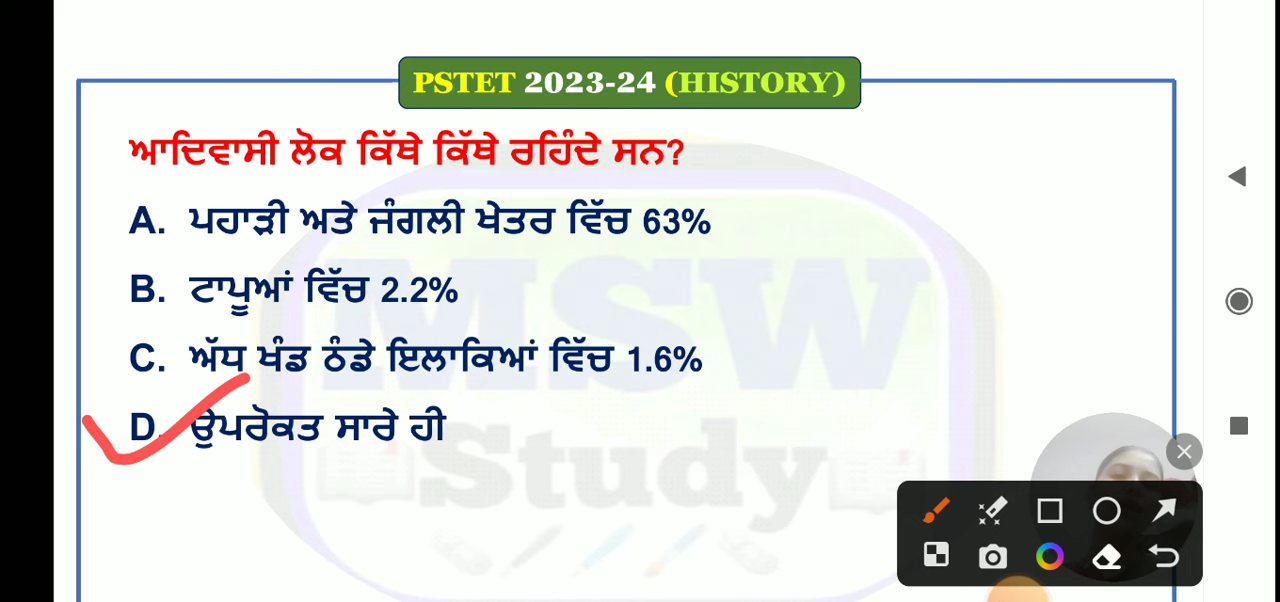 PSTET 2023-24 (HISTORY)
ਆਦਿਵਾਸੀ ਲੋਕ ਕਿੱਥੇ ਕਿੱਥੇ ਰਹਿੰਦੇ ਸਨ?
A. ਪਹਾੜੀ ਅਤੇ ਜੰਗਲੀ ਖੇਤਰ ਵਿੱਚ 63%
B. ਟਾਪੂਆਂ ਵਿੱਚ 2.2%
C. ਅੱਧ ਖੰਡ ਠੰਡੇ ਇਲਾਕਿਆਂ ਵਿੱਚ 1.6%
D. ਉਪਰੋਕਤ ਸਾਰੇ ਹੀ
MSW
Study